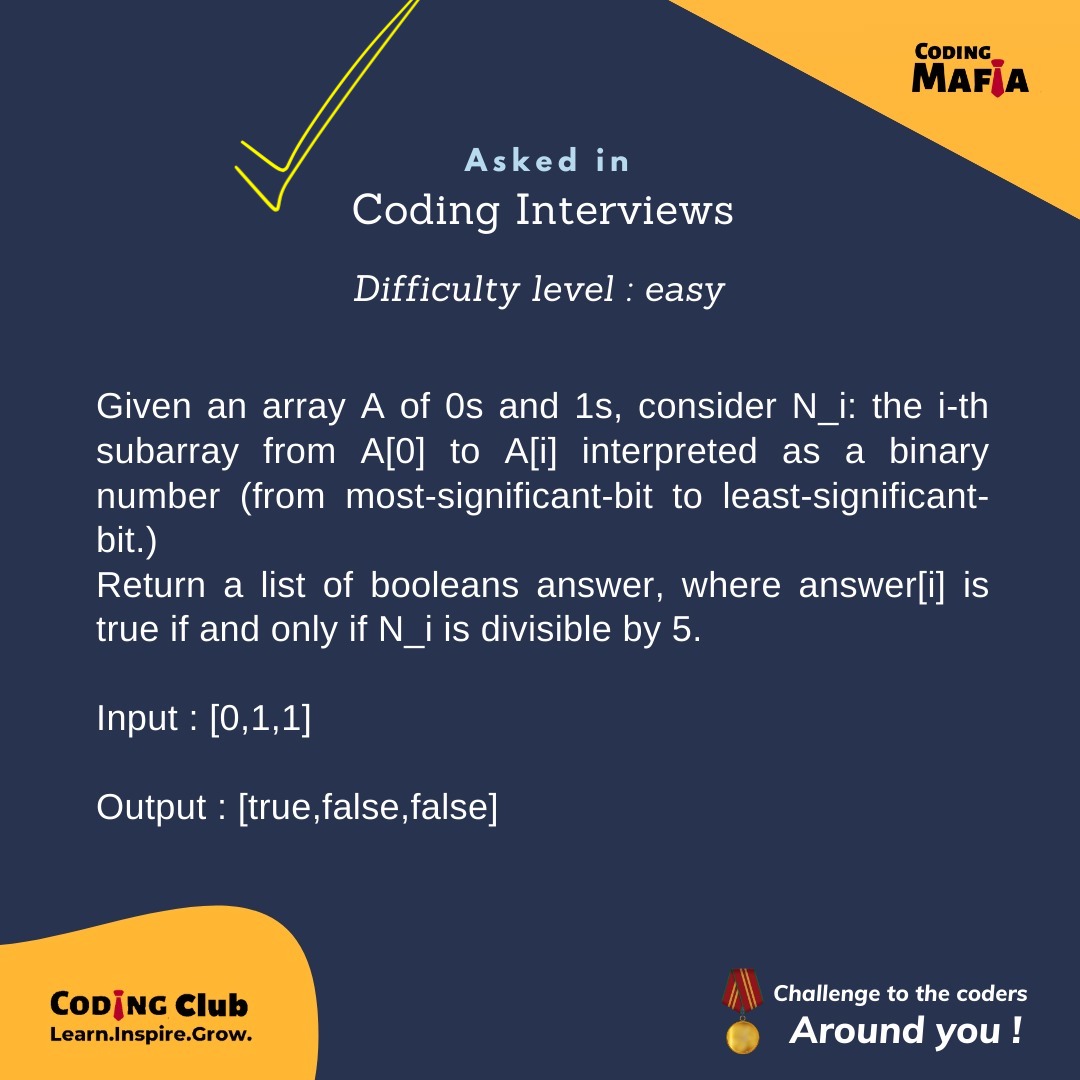 CODING
MAFIA
Asked in
Coding Interviews
Difficulty level : easy
Given an array A of 0s and 1s, consider N_i: the i-th
subarray from A[0] to A[i] interpreted as a binary
number (from most-significant-bit to least-significant-
bit.)
Return a list of booleans answer, where answer[i] is
true if and only if N_i is divisible by 5.
Input : [0,1,1]
Output : [true,false,false]
CODING Club
Learn.Inspire.Grow.
Challenge to the coders
Around you !